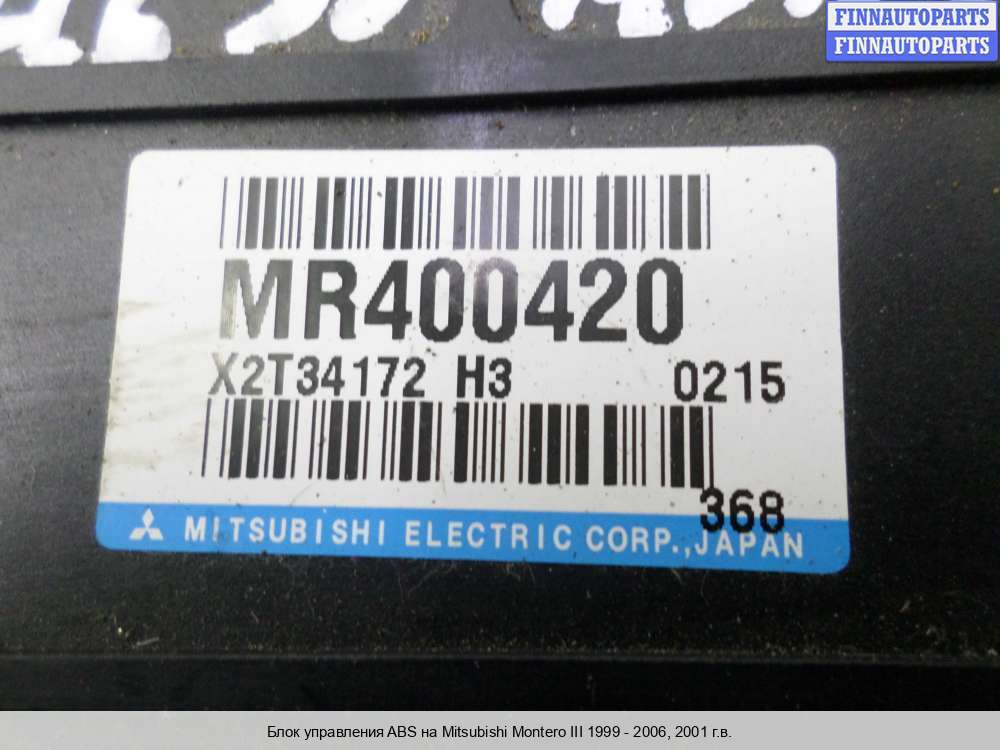 FINNAUTOPARTS
FINNAUTOPARTS
MR400420
X2T34172 H3 0215
368
MITSUBISHI ELECTRIC CORP.,JAPAN
Блок управления ABS на Mitsubishi Montero III 1999 - 2006, 2001 г.в.